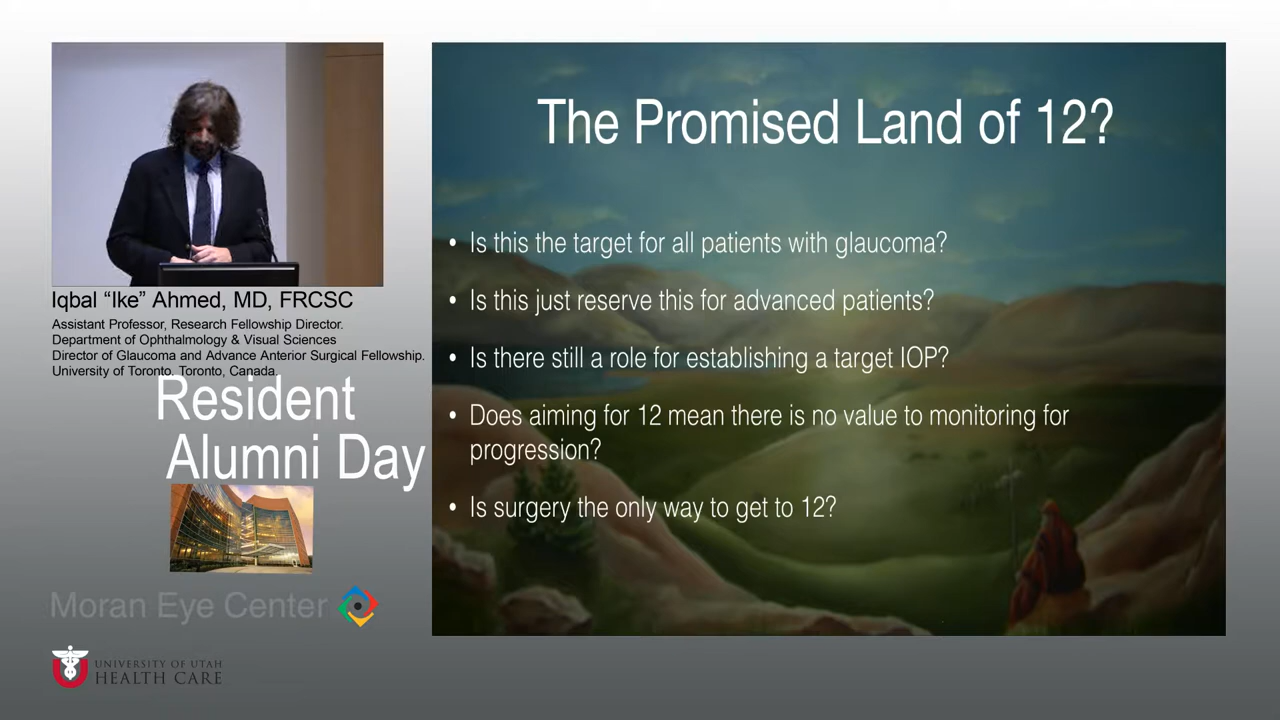 The Promised Land of 12?
• Is this the target for all patients with glaucoma?
• Is this just reserve this for advanced patients?
• Is there still a role for establishing a target IOP?
• Does aiming for 12 mean there is no value to monitoring for
progression?
• Is surgery the only way to get to 12?
Iqbal “Ike” Ahmed, MD, FRCSC
Assistant Professor, Research Fellowship Director.
Department of Ophthalmology & Visual Sciences
Director of Glaucoma and Advance Anterior Surgical Fellowship.
University of Toronto, Toronto, Canada.
Resident
Alumni Day
Moran Eye Center
UNIVERSITY OF UTAH
HEALTH CARE